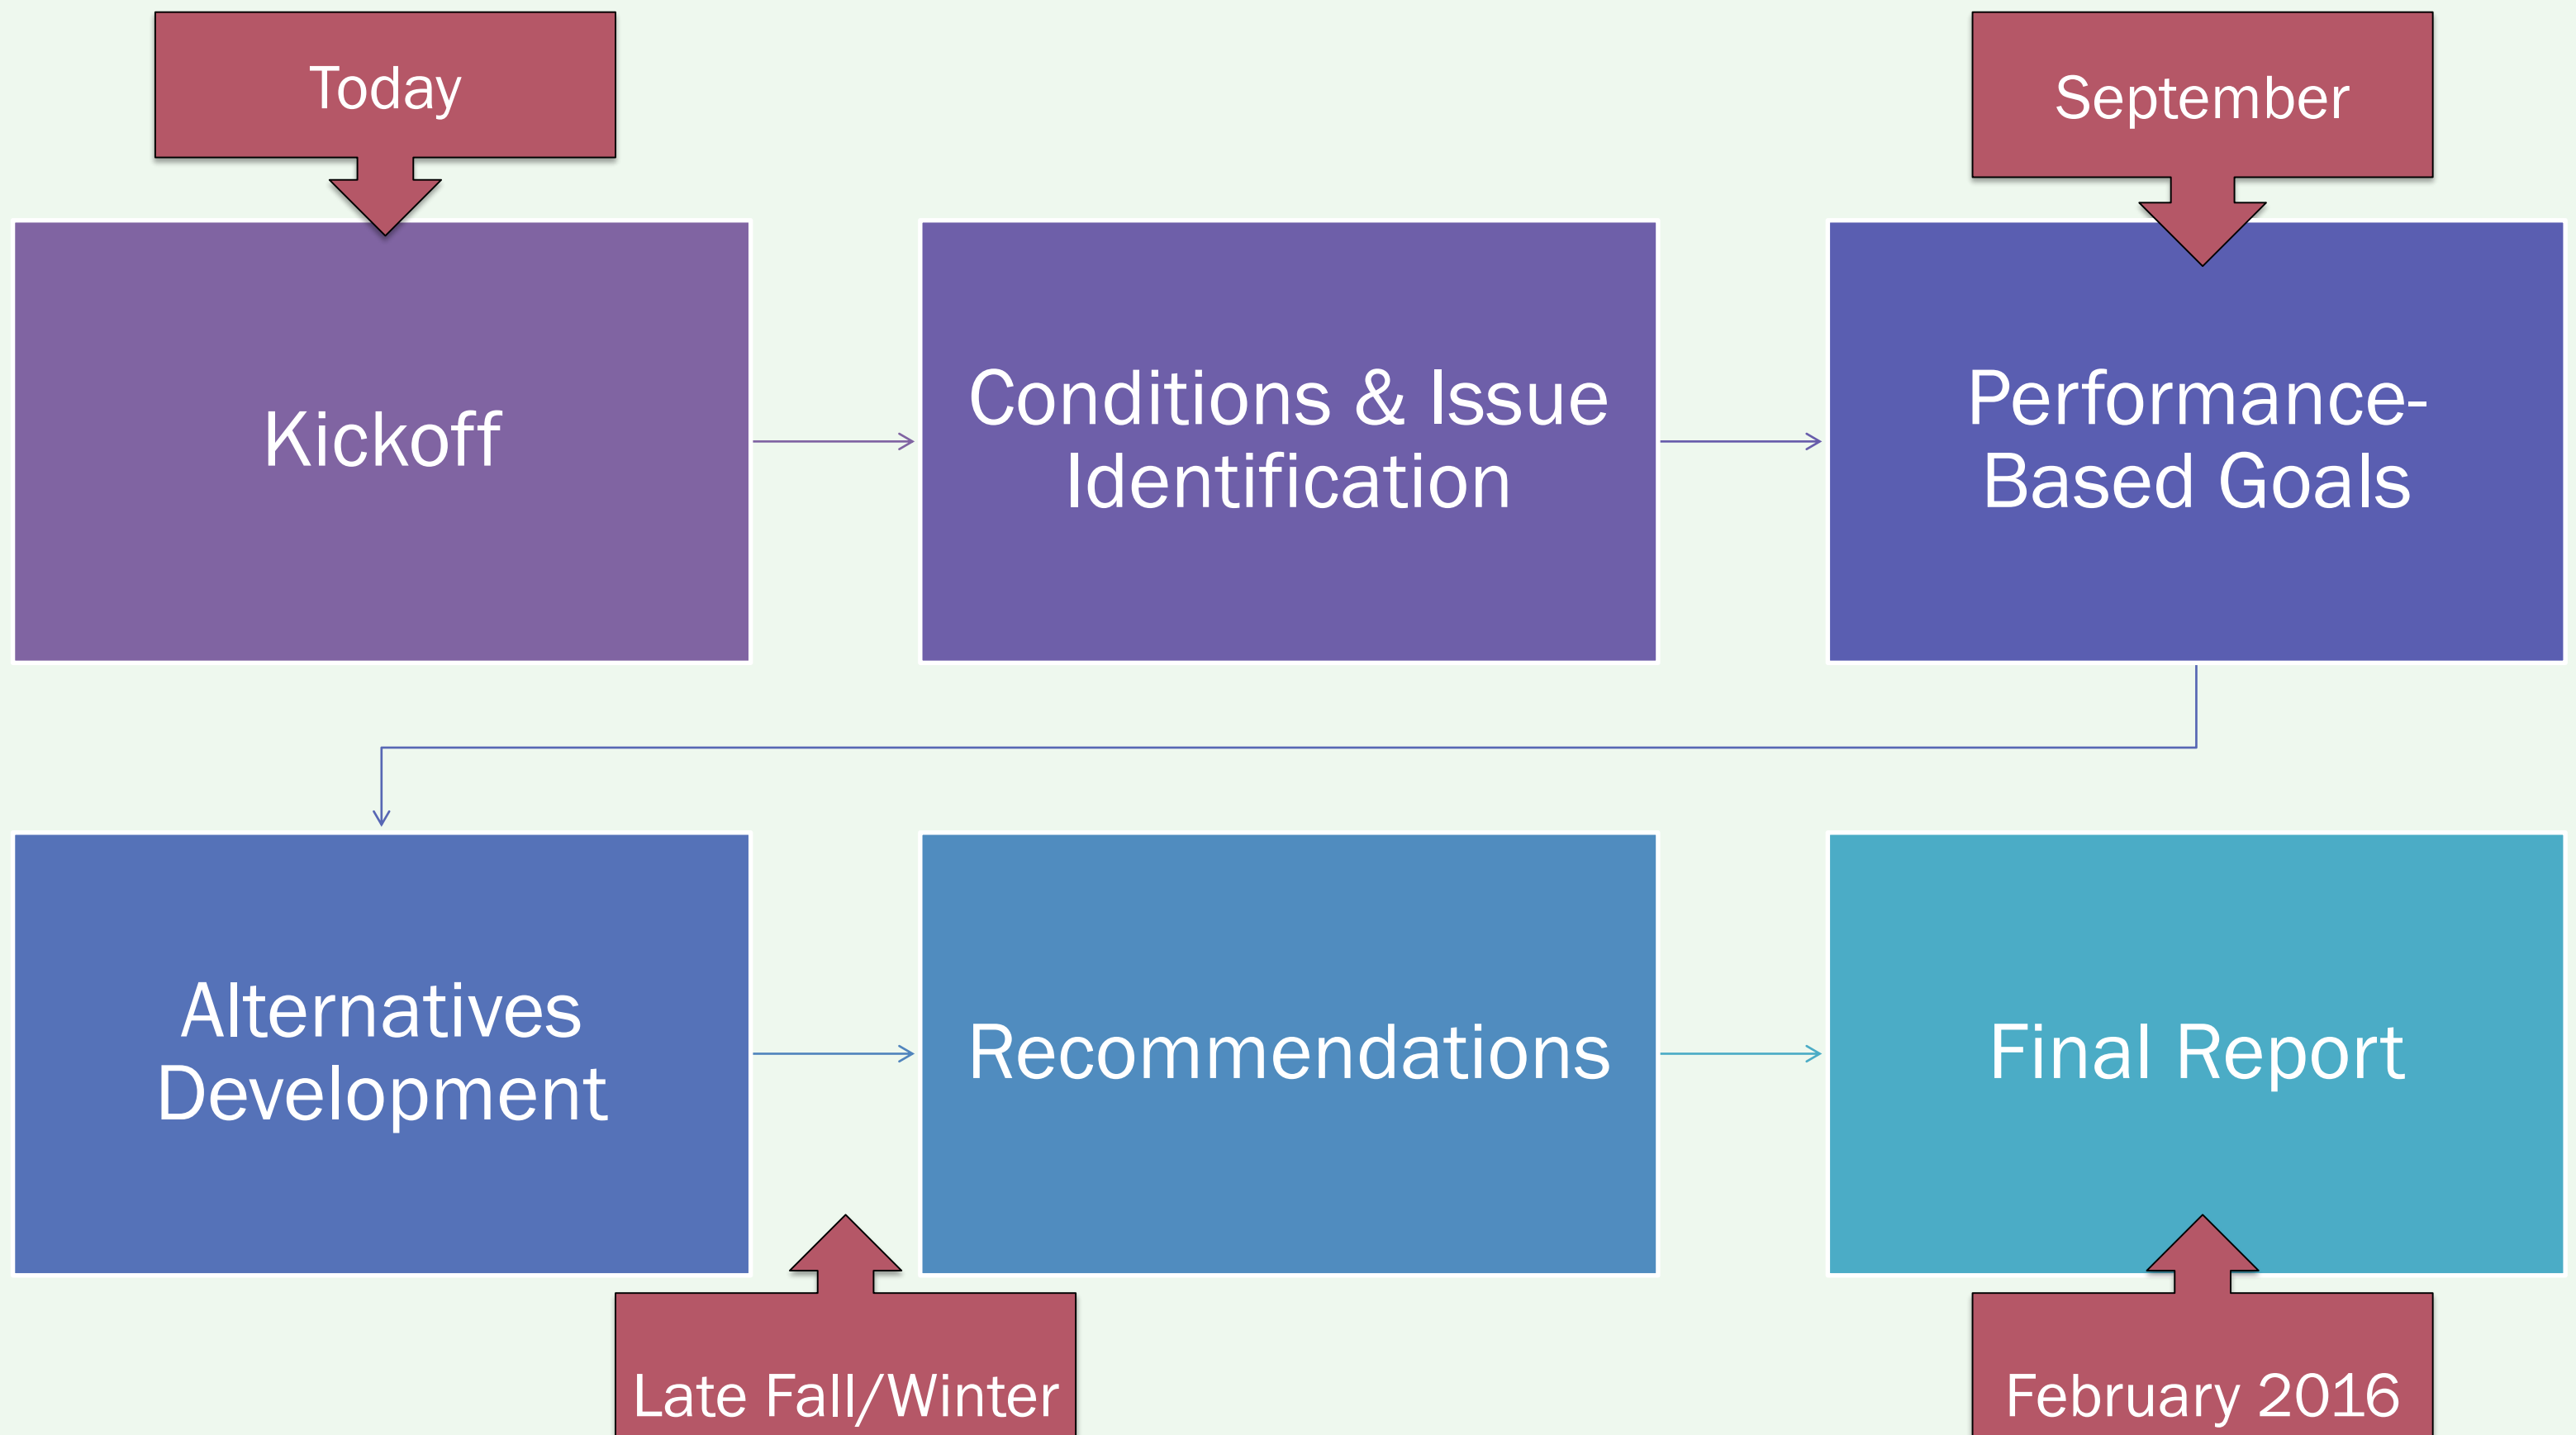 Today
September
Kickoff
Conditions & Issue
Identification
Performance-
Based Goals
Alternatives
Development
Recommendations
Final Report
Late Fall/Winter
February 2016